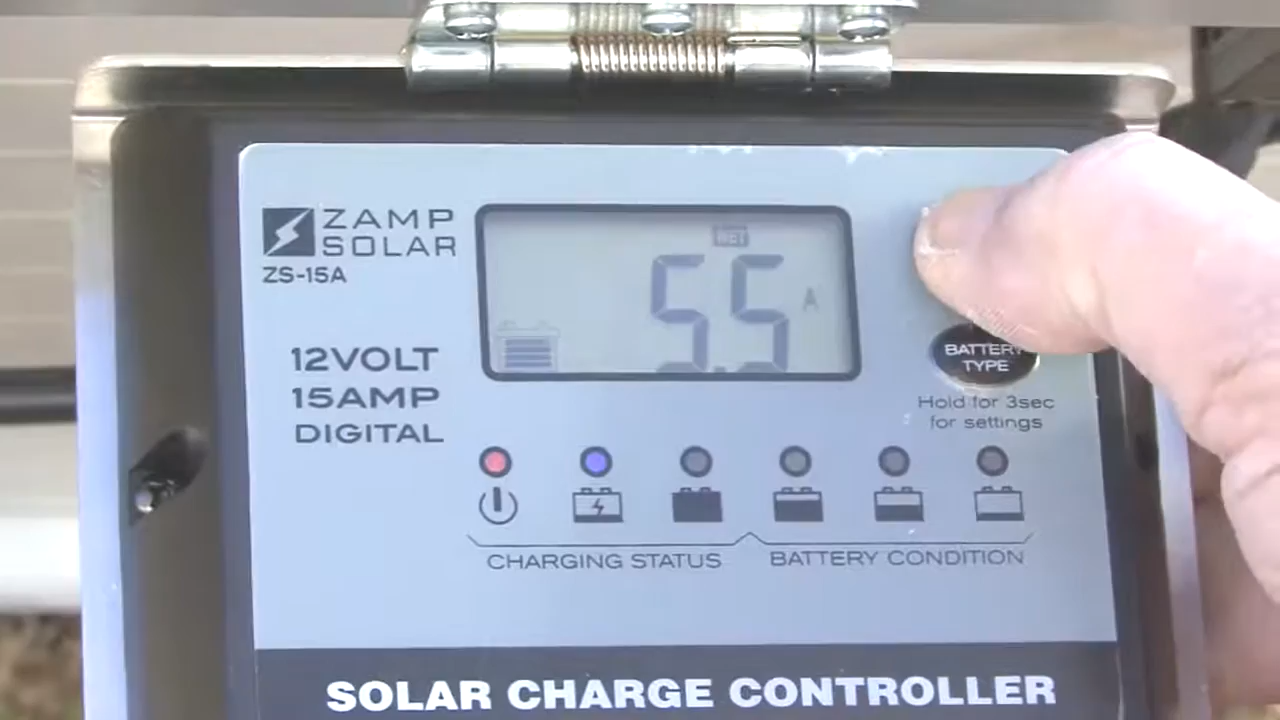 ZAMP
SOLAR
ZS-15A
12VOLT
15AMP
DIGITAL
WET
5.5 A
BATTERY
TYPE
Hold for 3sec
for settings
CHARGING STATUS
BATTERY CONDITION
SOLAR CHARGE CONTROLLER